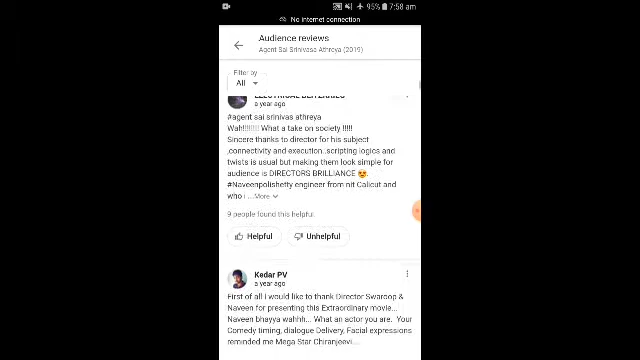 95% 7:58 am
No internet connection
Audience reviews
Agent Sai Srinivasa Athreya (2019)
Filter by
All
a year ago
#agent sai srinivas athreya
Wah!!!!!!!! What a take on society !!!!!
Sincere thanks to director for his subject
,connectivity and execution..scripting logics and
twists is usual but making them look simple for
audience is DIRECTORS BRILLIANCE 😍.
#Naveenpolishetty engineer from nit Calicut and
who i ... More
9 people found this helpful.
Helpful Unhelpful
Kedar PV
a year ago
First of all i would like to thank Director Swaroop &
Naveen for presenting this Extraordinary movie...
Naveen bhayya wahhh... What an actor you are. Your
Comedy timing, dialogue Delivery, Facial expressions
reminded me Mega Star Chiranjeevi...